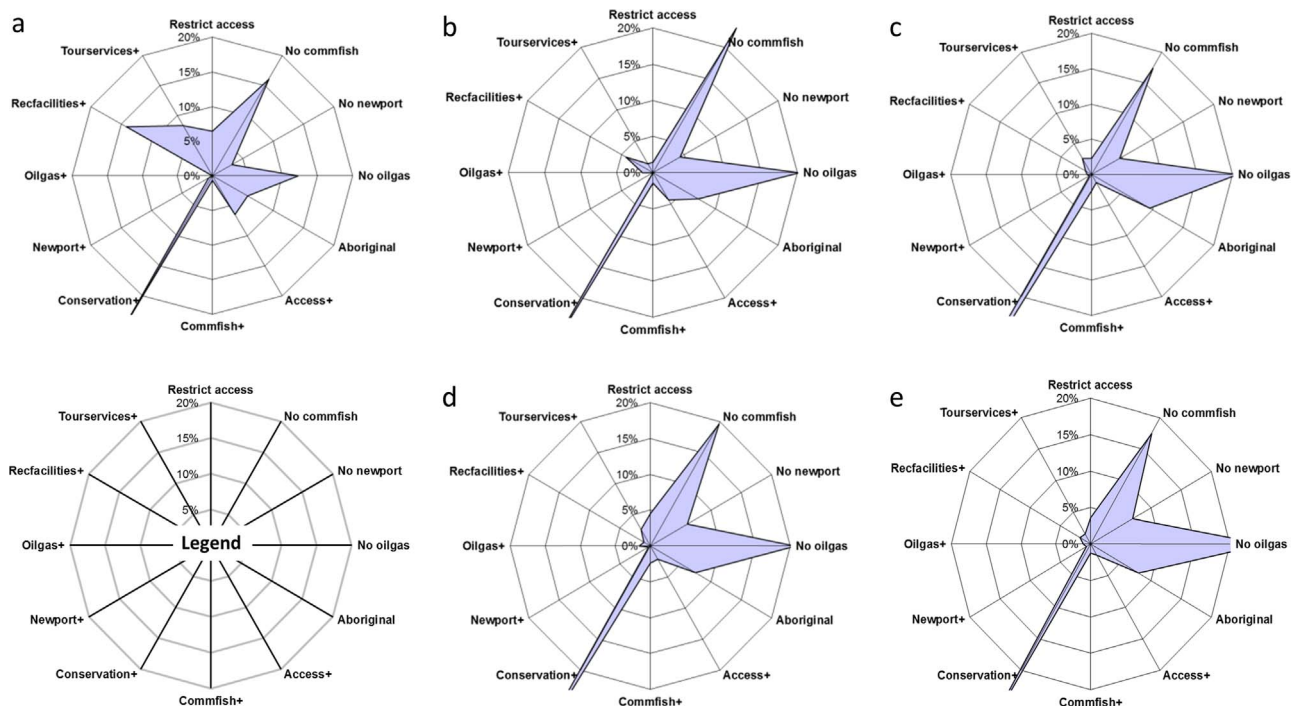 a
Restrict access
20%
Tourservices+
No commfish
15%
Recfacilities+
No newport
10%
5%
Oilgas+
0%
No oilgas
Newport+
Aboriginal
Conservation+
Access+
Commfish+
b
Restrict access
20%
Tourservices+
No commfish
15%
Recfacilities+
No newport
10%
5%
Oilgas+
0%
No oilgas
Newport+
Aboriginal
Conservation+
Access+
Commfish+
c
Restrict access
20%
Tourservices+
No commfish
15%
Recfacilities+
No newport
10%
5%
Oilgas+
0%
No oilgas
Newport+
Aboriginal
Conservation+
Access+
Commfish+
Restrict access
20%
Tourservices+
No commfish
15%
Recfacilities+
No newport
10%
5%
Oilgas+
Legend
No oilgas
Newport+
Aboriginal
Conservation+
Access+
Commfish+
d
Restrict access
20%
Tourservices+
No commfish
15%
Recfacilities+
No newport
10%
5%
Oilgas+
0%
No oilgas
Newport+
Aboriginal
Conservation+
Access+
Commfish+
e
Restrict access
20%
Tourservices+
No commfish
15%
Recfacilities+
No newport
10%
5%
Oilgas+
0%
No oilgas
Newport+
Aboriginal
Conservation+
Access+
Commfish+